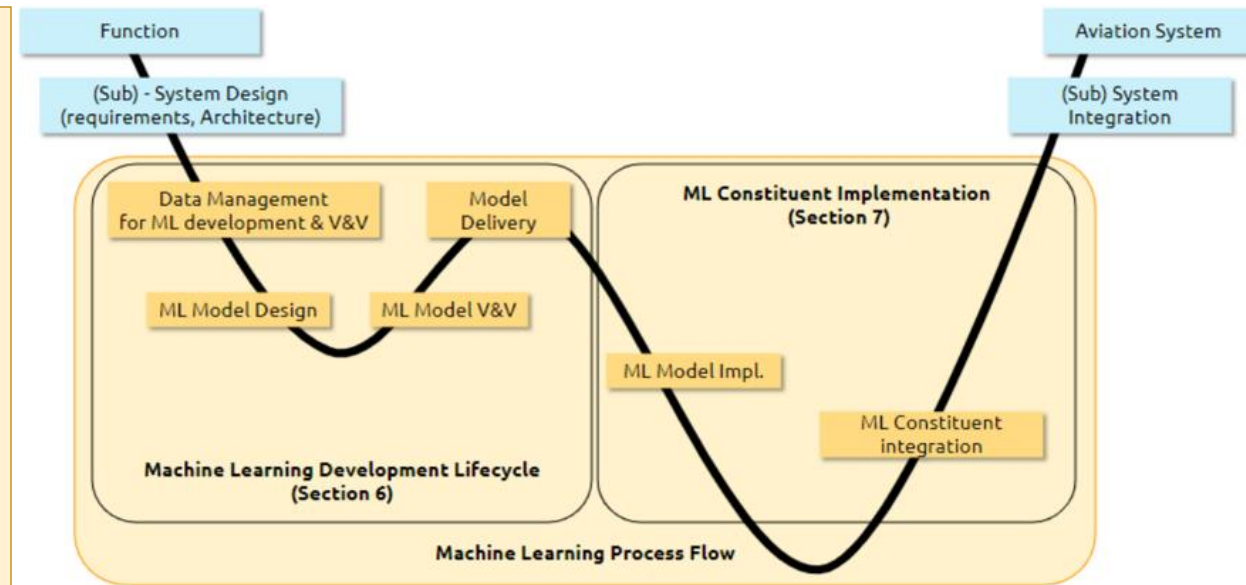 Function
Aviation System
(Sub) - System Design
(requirements, Architecture)
(Sub) System
Integration
Data Management
for ML development & V&V
Model
Delivery
ML Constituent Implementation
(Section 7)
ML Model Design
ML Model V&V
ML Model Impl.
ML Constituent
integration
Machine Learning Development Lifecycle
(Section 6)
Machine Learning Process Flow